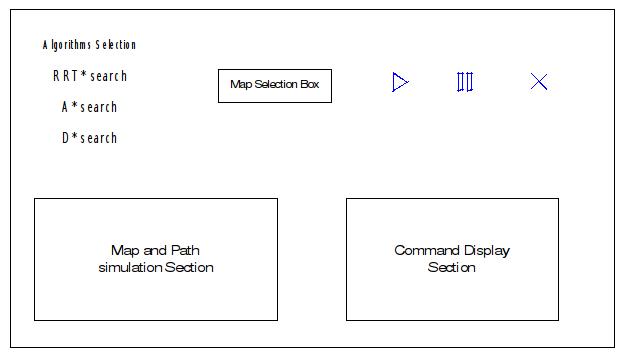 Algorithms Selection
RRT* search
A* search
D* search
Map Selection Box
Map and Path
simulation Section
Command Display
Section